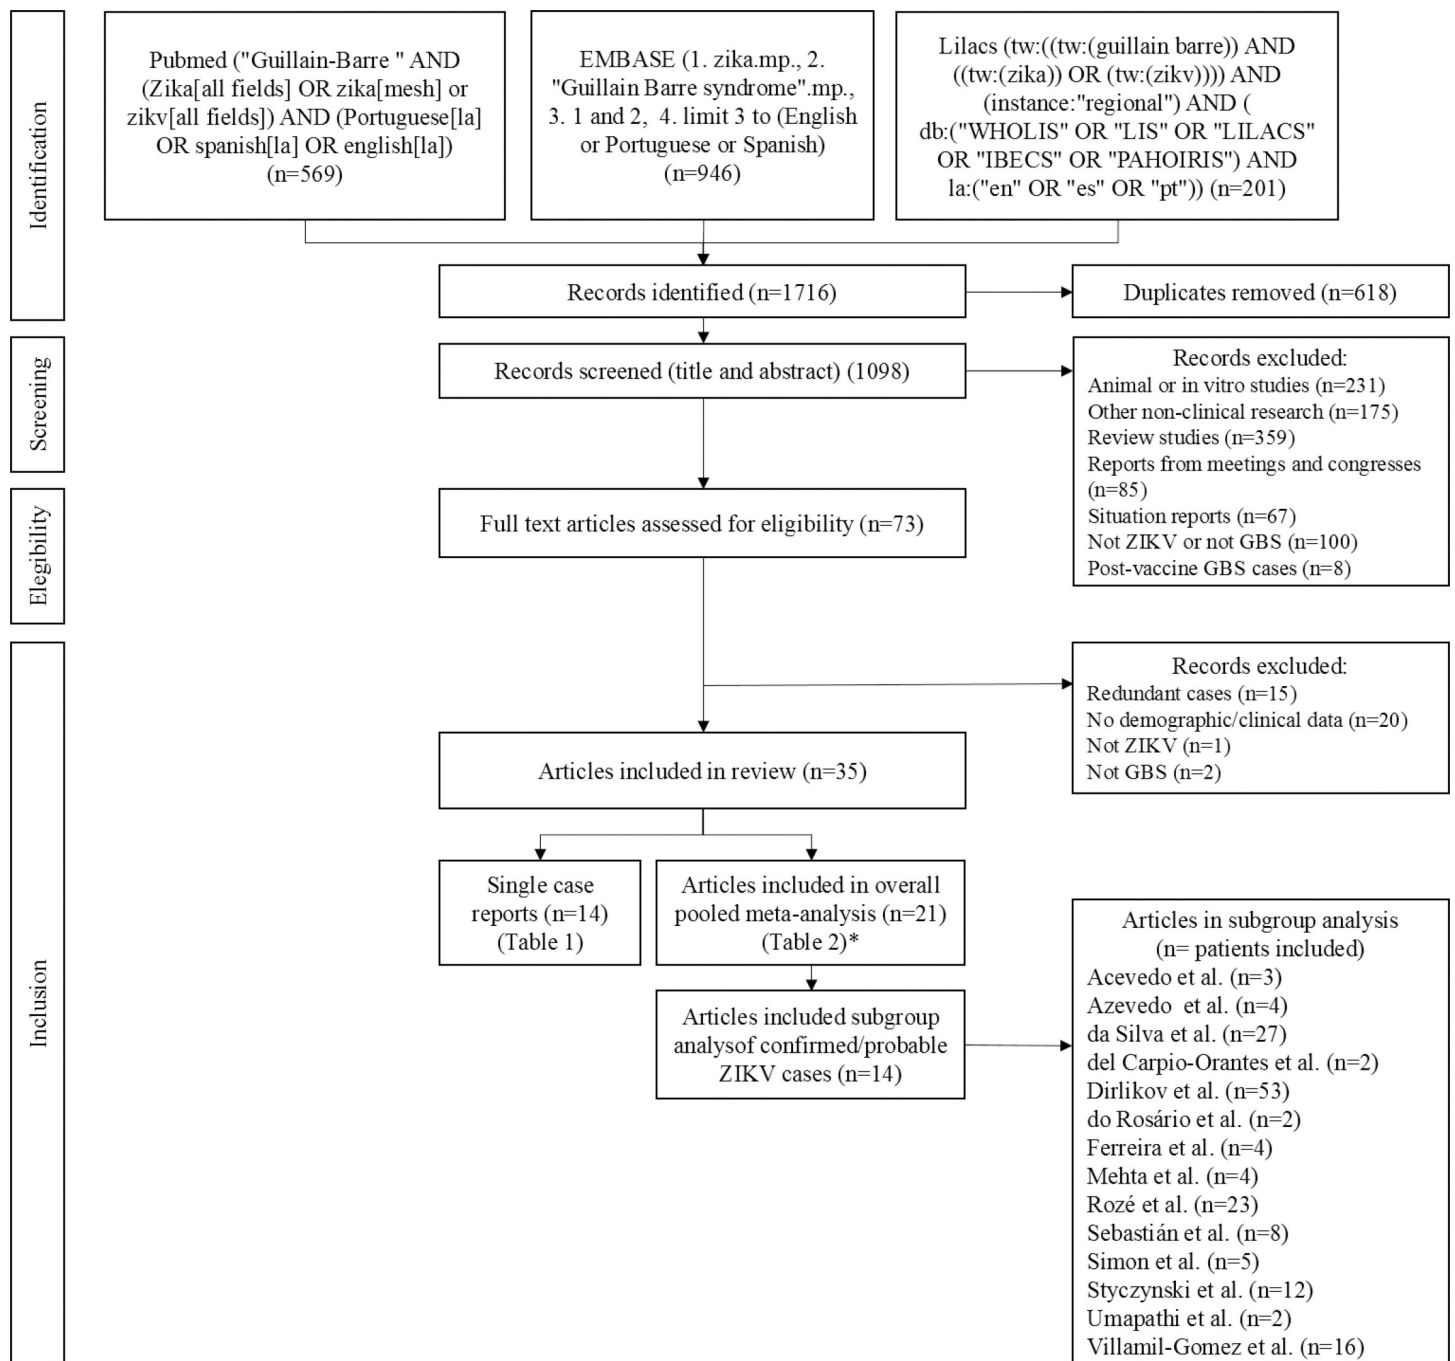 Identification
Pubmed ("Guillain-Barre " AND
(Zika[all fields] OR zika[mesh] or
zikv[all fields]) AND (Portuguese[la]
OR spanish[la] OR english[la])
(n=569)
EMBASE (1. zika.mp., 2.
"Guillain Barre syndrome".mp.,
3. 1 and 2, 4. limit 3 to (English
or Portuguese or Spanish)
(n=946)
Lilacs (tw:((tw:(guillain barre)) AND
((tw:(zika)) OR (tw:(zikv)))) AND
(instance:"regional") AND (
db:("WHOLIS" OR "LIS" OR "LILACS"
OR "IBECS" OR "PAHOIRIS") AND
la:("en" OR "es" OR "pt")) (n=201)
Records identified (n=1716)
Duplicates removed (n=618)
Screening
Records screened (title and abstract) (1098)
Records excluded:
Animal or in vitro studies (n=231)
Other non-clinical research (n=175)
Review studies (n=359)
Reports from meetings and congresses
(n=85)
Situation reports (n=67)
Not ZIKV or not GBS (n=100)
Post-vaccine GBS cases (n=8)
Elegibility
Full text articles assessed for eligibility (n=73)
Inclusion
Records excluded:
Redundant cases (n=15)
No demographic/clinical data (n=20)
Not ZIKV (n=1)
Not GBS (n=2)
Articles included in review (n=35)
Single case
reports (n=14)
(Table 1)
Articles included in overall
pooled meta-analysis (n=21)
(Table 2)*
Articles included subgroup
analysof confirmed/probable
ZIKV cases (n=14)
Articles in subgroup analysis
(n= patients included)
Acevedo et al. (n=3)
Azevedo et al. (n=4)
da Silva et al. (n=27)
del Carpio-Orantes et al. (n=2)
Dirlikov et al. (n=53)
do Rosário et al. (n=2)
Ferreira et al. (n=4)
Mehta et al. (n=4)
Rozé et al. (n=23)
Sebastián et al. (n=8)
Simon et al. (n=5)
Styczynski et al. (n=12)
Umapathi et al. (n=2)
Villamil-Gomez et al. (n=16)